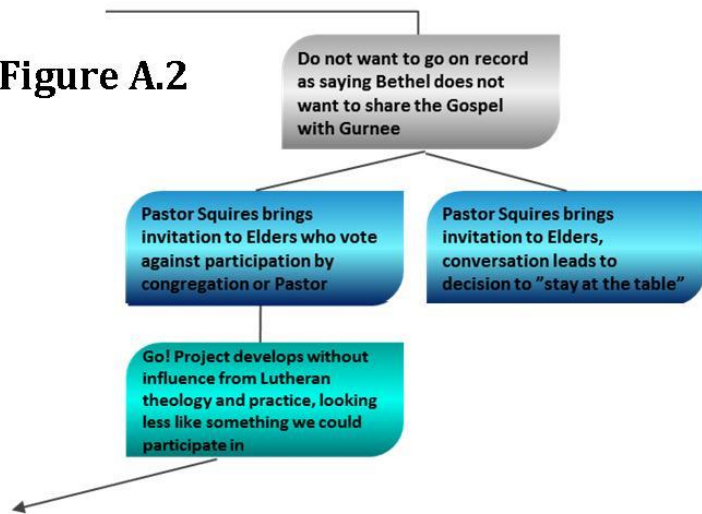 Figure A.2
Do not want to go on record
as saying Bethel does not
want to share the Gospel
with Gurnee
Pastor Squires brings
invitation to Elders who vote
against participation by
congregation or Pastor
Pastor Squires brings
invitation to Elders,
conversation leads to
decision to ”stay at the table”
Go! Project develops without
influence from Lutheran
theology and practice, looking
less like something we could
participate in